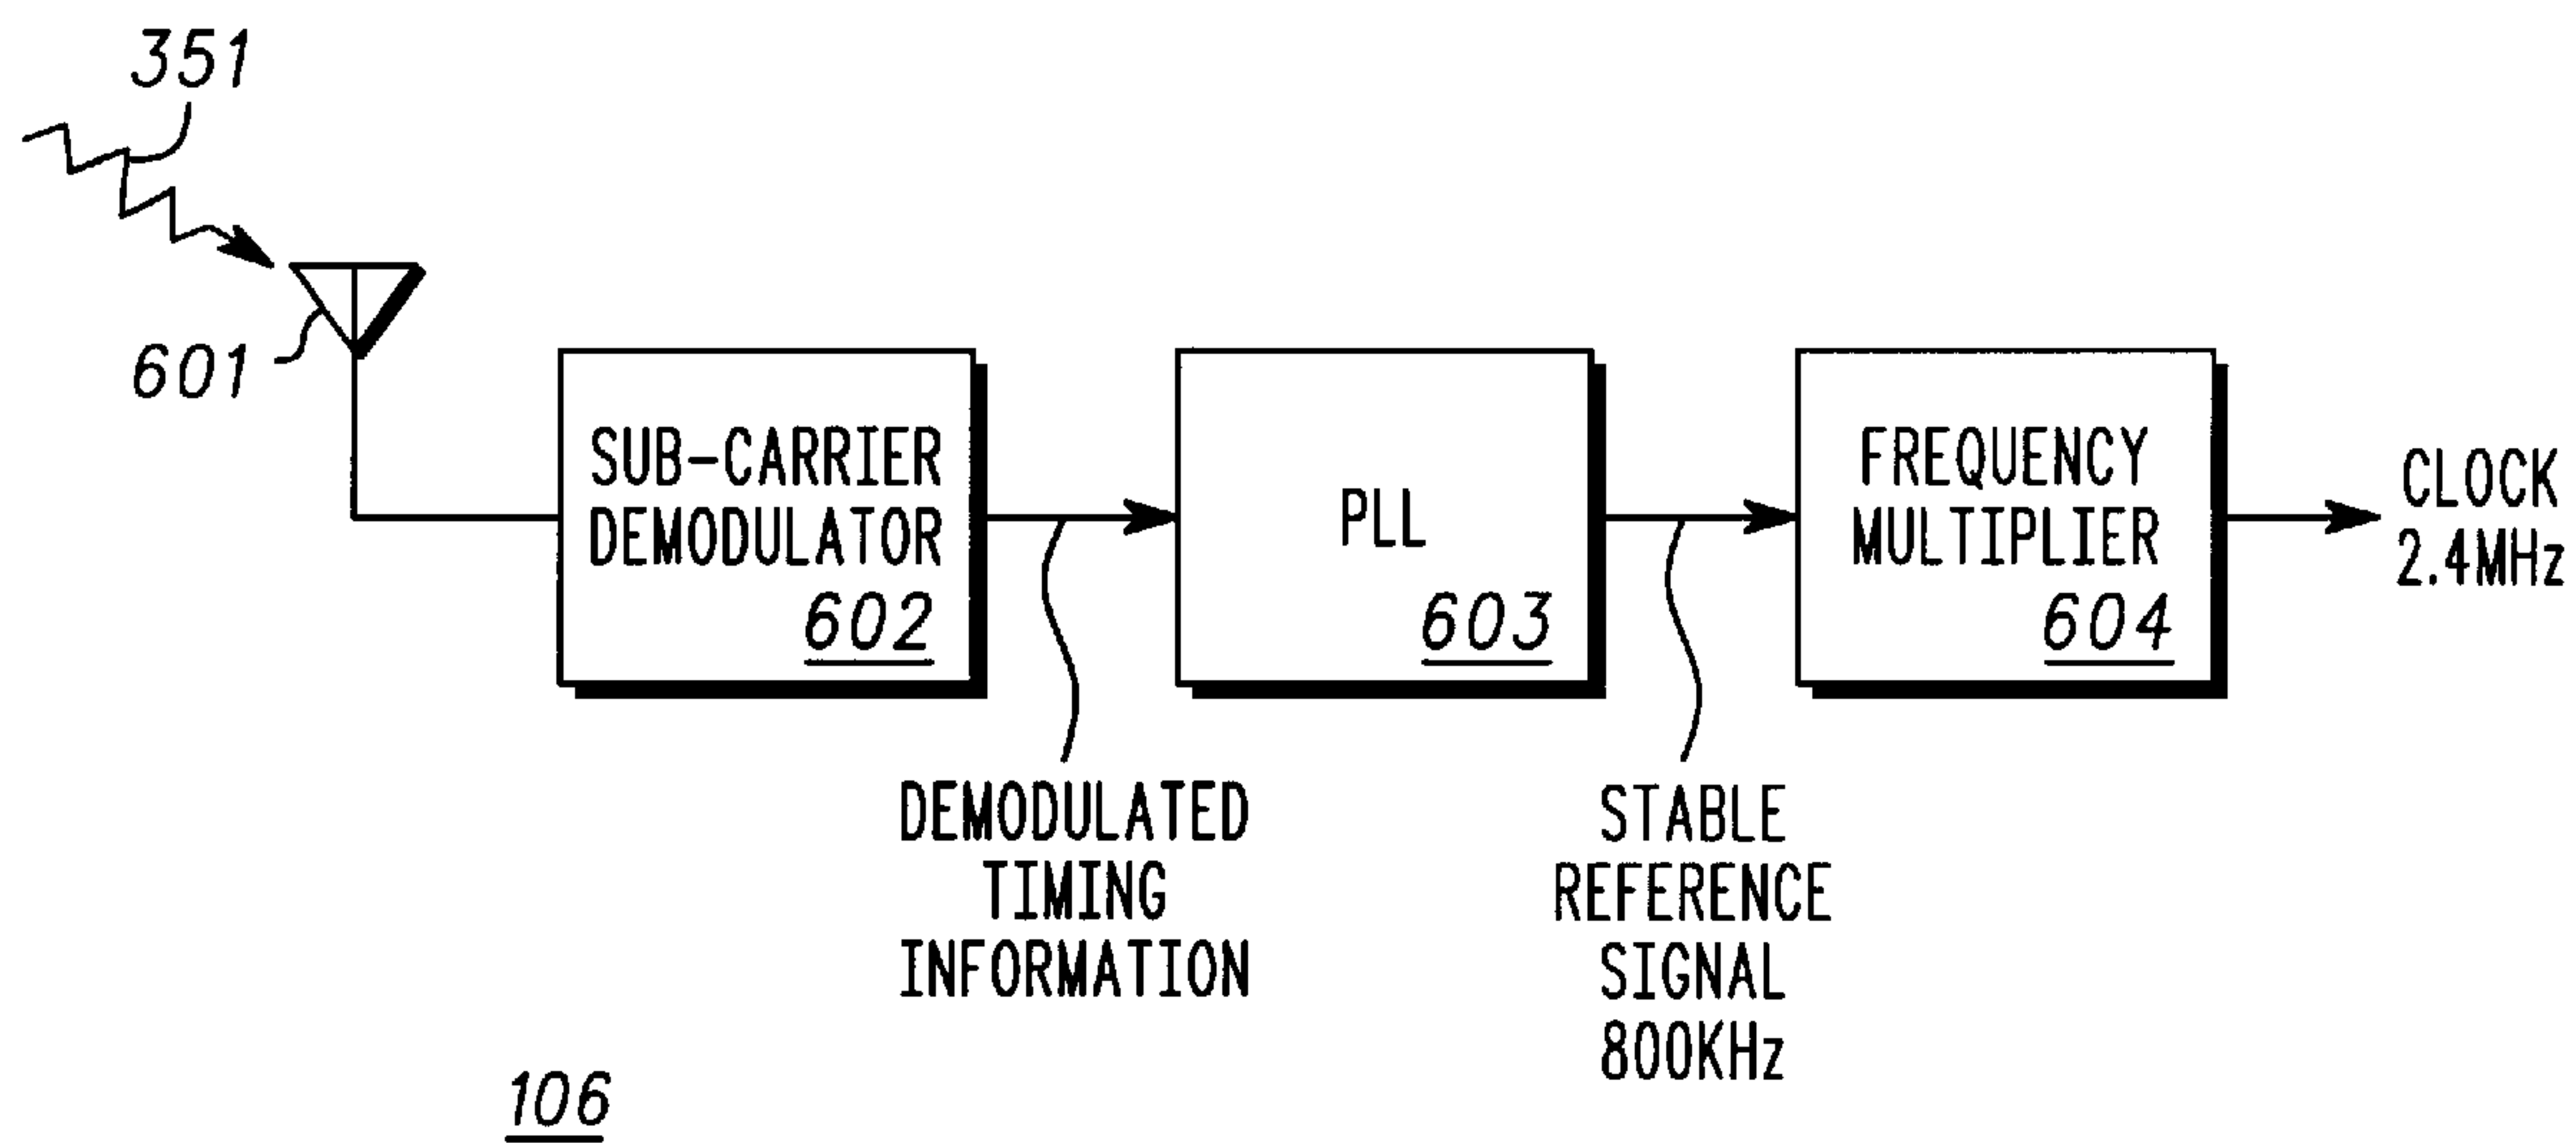 351
601
SUB-CARRIER
DEMODULATOR
602
PLL
603
FREQUENCY
MULTIPLIER
604
CLOCK
2.4MHz
DEMODULATED
TIMING
INFORMATION
STABLE
REFERENCE
SIGNAL
800KHz
106